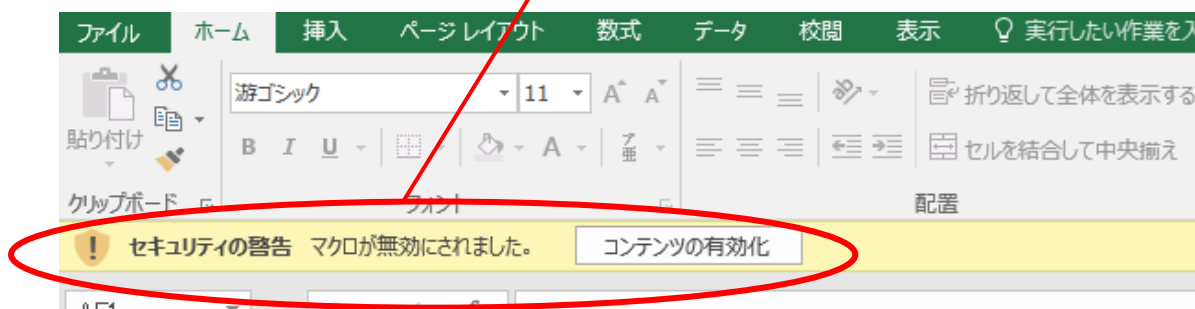 ファイル ホーム 挿入 ページ レイアウト 数式 データ 校閲 表示 実行したい作業を入
游ゴシック 11 A A
貼り付け
折り返して全体を表示する
B I U A
セルを結合して中央揃え
クリップボード フォント 配置
! セキュリティの警告 マクロが無効にされました。 コンテンツの有効化